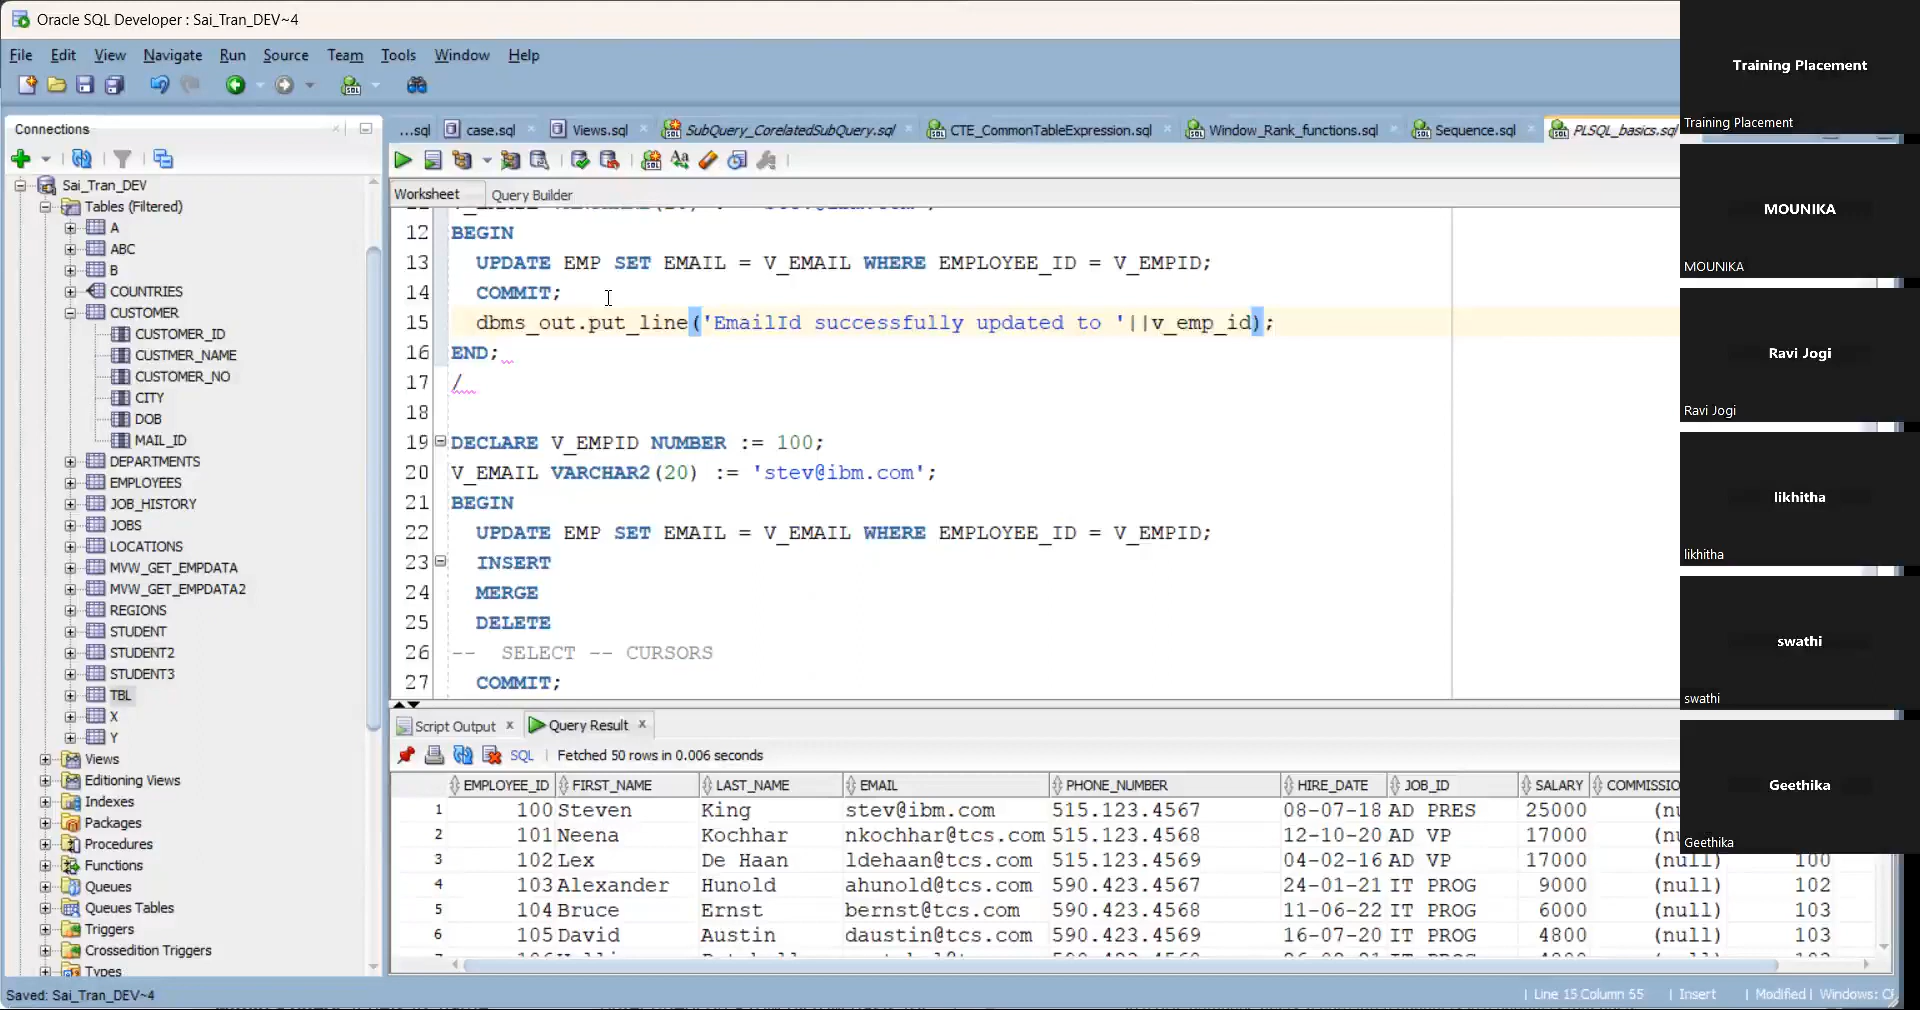 Oracle SQL Developer : Sai_Tran_DEV~4
File Edit View Navigate Run Source Team Tools Window Help
Connections
Sai_Tran_DEV
Tables (Filtered)
A
ABC
B
COUNTRIES
CUSTOMER
CUSTOMER_ID
CUSTMER_NAME
CUSTOMER_NO
CITY
DOB
MAIL_ID
DEPARTMENTS
EMPLOYEES
JOB_HISTORY
JOBS
LOCATIONS
MVW_GET_EMPDATA
MVW_GET_EMPDATA2
REGIONS
STUDENT
STUDENT2
STUDENT3
TBL
X
Y
Views
Editioning Views
Indexes
Packages
Procedures
Functions
Queues
Queues Tables
Triggers
Crossedition Triggers
Types
...sql case.sql Views.sql SubQuery_CorelatedSubQuery.sql CTE_CommonTableExpression.sql Window_Rank_functions.sql Sequence.sql PLSQL_basics.sql
Worksheet Query Builder
12 BEGIN
13 UPDATE EMP SET EMAIL = V_EMAIL WHERE EMPLOYEE_ID = V_EMPID;
14 COMMIT;
15 dbms_out.put_line('EmailId successfully updated to '||v_emp_id);
16 END;
17 /
18
19 DECLARE V_EMPID NUMBER := 100;
20 V_EMAIL VARCHAR2(20) := 'stev@ibm.com';
21 BEGIN
22 UPDATE EMP SET EMAIL = V_EMAIL WHERE EMPLOYEE_ID = V_EMPID;
23 INSERT
24 MERGE
25 DELETE
26 -- SELECT -- CURSORS
27 COMMIT;
Script Output Query Result
SQL Fetched 50 rows in 0.006 seconds
EMPLOYEE_ID FIRST_NAME LAST_NAME EMAIL PHONE_NUMBER HIRE_DATE JOB_ID SALARY COMMISSIO
1 100 Steven King stev@ibm.com 515.123.4567 08-07-18 AD PRES 25000 (nu
2 101 Neena Kochhar nkochhar@tcs.com 515.123.4568 12-10-20 AD VP 17000 (nu
3 102 Lex De Haan ldehaan@tcs.com 515.123.4569 04-02-16 AD VP 17000 (null) 100
4 103 Alexander Hunold ahunold@tcs.com 590.423.4567 24-01-21 IT PROG 9000 (null) 102
5 104 Bruce Ernst bernst@tcs.com 590.423.4568 11-06-22 IT PROG 6000 (null) 103
6 105 David Austin daustin@tcs.com 590.423.4569 16-07-20 IT PROG 4800 (null) 103
Saved: Sai_Tran_DEV~4
Line 15 Column 55 Insert Modified Windows: C
Training Placement
Training Placement
MOUNIKA
MOUNIKA
Ravi Jogi
Ravi Jogi
likhitha
likhitha
swathi
swathi
Geethika
Geethika